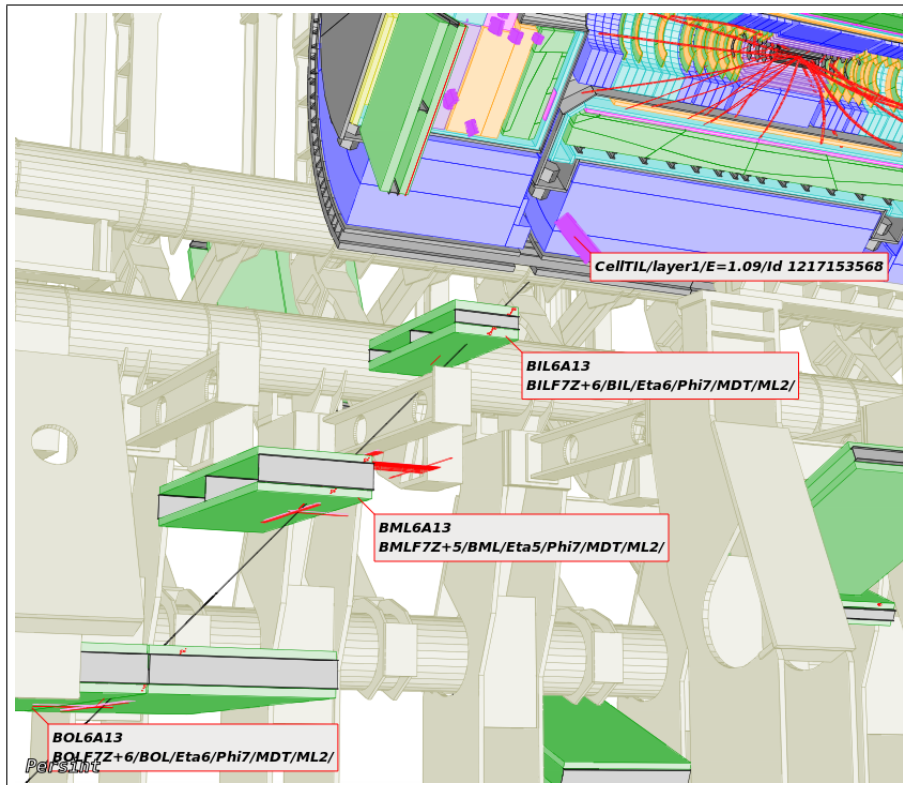 CellTIL/layer1/E=1.09/Id 1217153568
BIL6A13
BILF7Z+6/BIL/Eta6/Phi7/MDT/ML2/
BML6A13
BMLF7Z+5/BML/Eta5/Phi7/MDT/ML2/
BOL6A13
BOLF7Z+6/BOL/Eta6/Phi7/MDT/ML2/
Persint